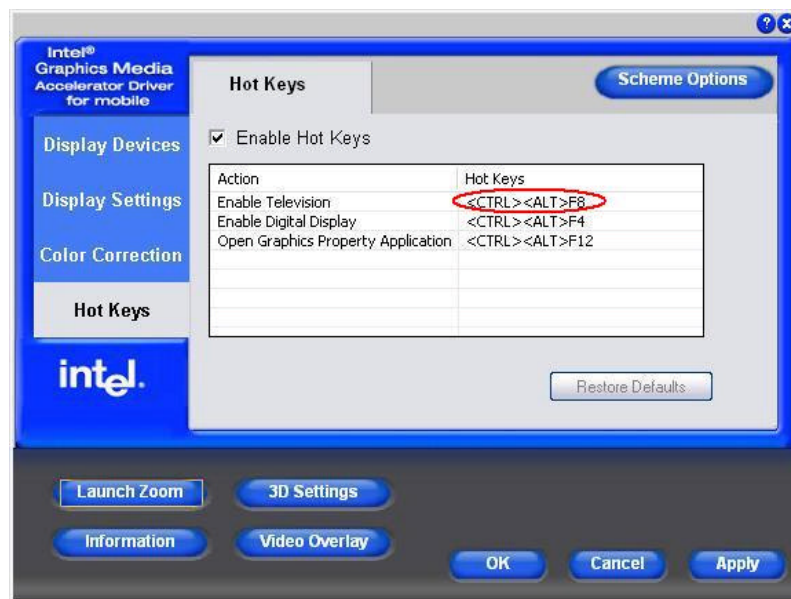 Intel®
Graphics Media
Accelerator Driver
for mobile
Hot Keys
Scheme Options
Display Devices
Display Settings
Color Correction
Hot Keys
Enable Hot Keys
Action Hot Keys
Enable Television <CTRL><ALT>F8
Enable Digital Display <CTRL><ALT>F4
Open Graphics Property Application <CTRL><ALT>F12
intel.
Restore Defaults
Launch Zoom 3D Settings
Information Video Overlay
OK Cancel Apply